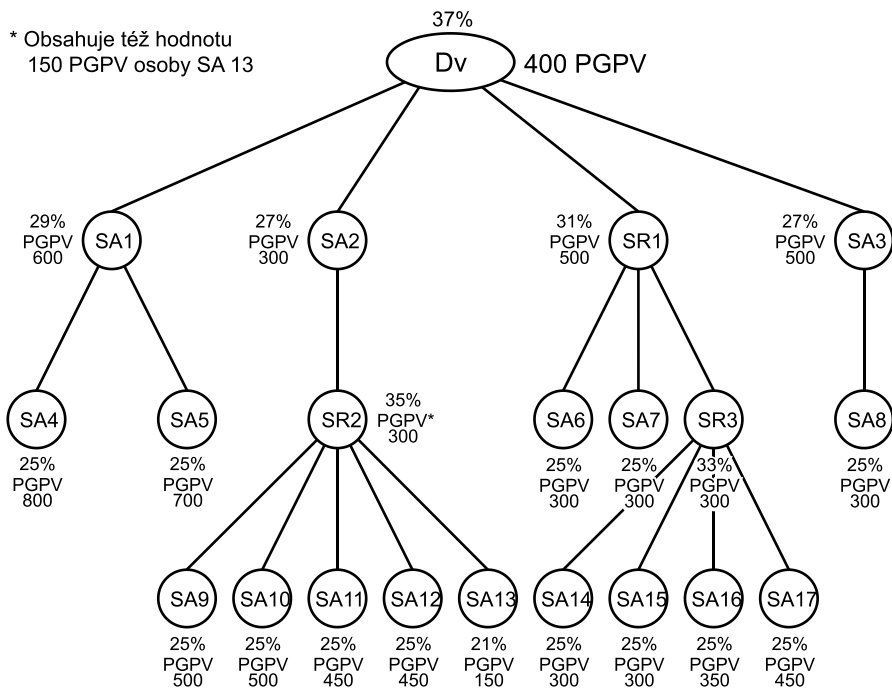 37%
* Obsahuje též hodnotu
150 PGPV osoby SA 13
Dv
400 PGPV
29%
PGPV
600
SA1
27%
PGPV
300
SA2
31%
PGPV
500
SR1
27%
PGPV
500
SA3
SA4
SA5
SR2
35%
PGPV*
300
SA6
SA7
SR3
SA8
25%
PGPV
800
25%
PGPV
700
25%
PGPV
300
25%
PGPV
300
33%
PGPV
300
25%
PGPV
300
SA9
SA10
SA11
SA12
SA13
SA14
SA15
SA16
SA17
25%
PGPV
500
25%
PGPV
500
25%
PGPV
450
25%
PGPV
450
21%
PGPV
150
25%
PGPV
300
25%
PGPV
300
25%
PGPV
350
25%
PGPV
450